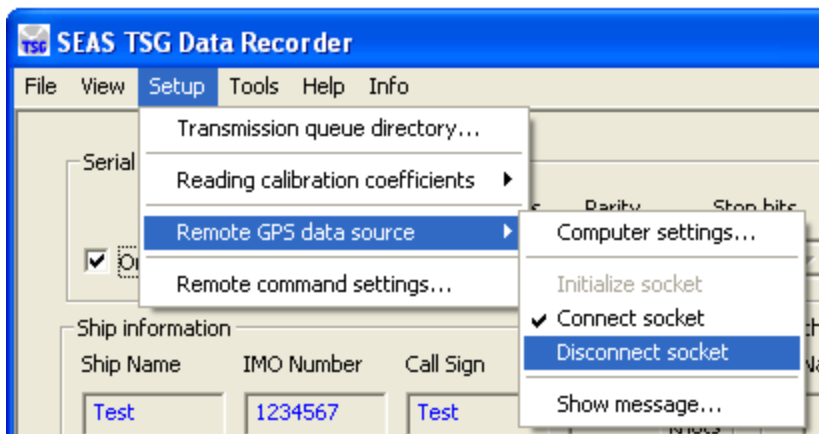 TSG SEAS TSG Data Recorder
File View Setup Tools Help Info
Transmission queue directory...
Serial
Reading calibration coefficients
Parity Stop bits
Remote GPS data source
Computer settings...
Remote command settings...
Initialize socket
Connect socket
Disconnect socket
Show message...
Ship information
Ship Name IMO Number Call Sign
Test 1234567 Test